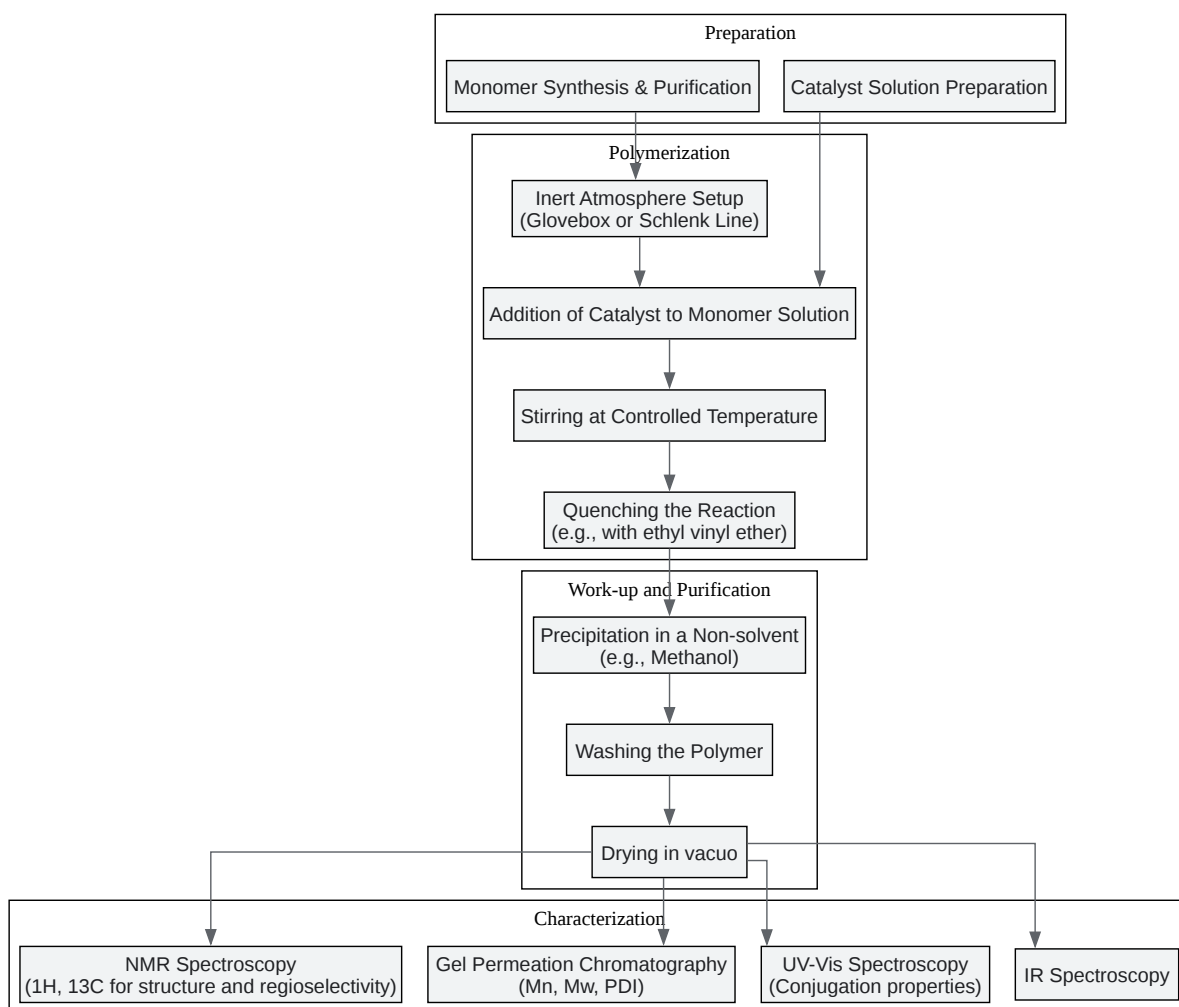 Preparation
Monomer Synthesis & Purification
Catalyst Solution Preparation
Polymerization
Inert Atmosphere Setup
(Glovebox or Schlenk Line)
Addition of Catalyst to Monomer Solution
Stirring at Controlled Temperature
Quenching the Reaction
(e.g., with ethyl vinyl ether)
Work-up and Purification
Precipitation in a Non-solvent
(e.g., Methanol)
Washing the Polymer
Drying in vacuo
Characterization
NMR Spectroscopy
(1H, 13C for structure and regioselectivity)
Gel Permeation Chromatography
(Mn, Mw, PDI)
UV-Vis Spectroscopy
(Conjugation properties)
IR Spectroscopy